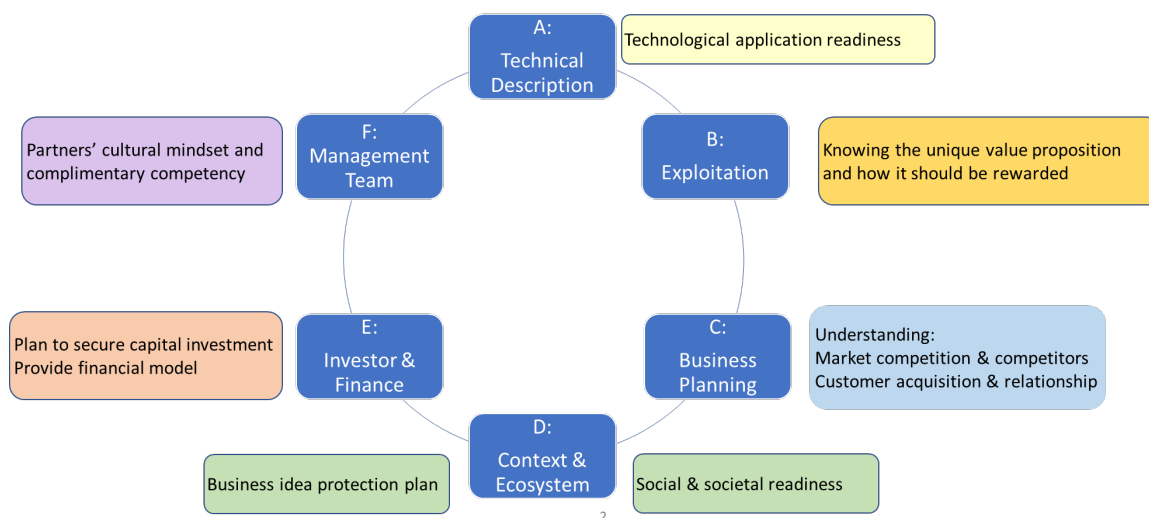 A:
Technical
Description
Technological application readiness
F:
Management
Team
Partners' cultural mindset and
complimentary competency
B:
Exploitation
Knowing the unique value proposition
and how it should be rewarded
E:
Investor &
Finance
Plan to secure capital investment
Provide financial model
C:
Business
Planning
Understanding:
Market competition & competitors
Customer acquisition & relationship
D:
Context &
Ecosystem
Business idea protection plan
Social & societal readiness
2